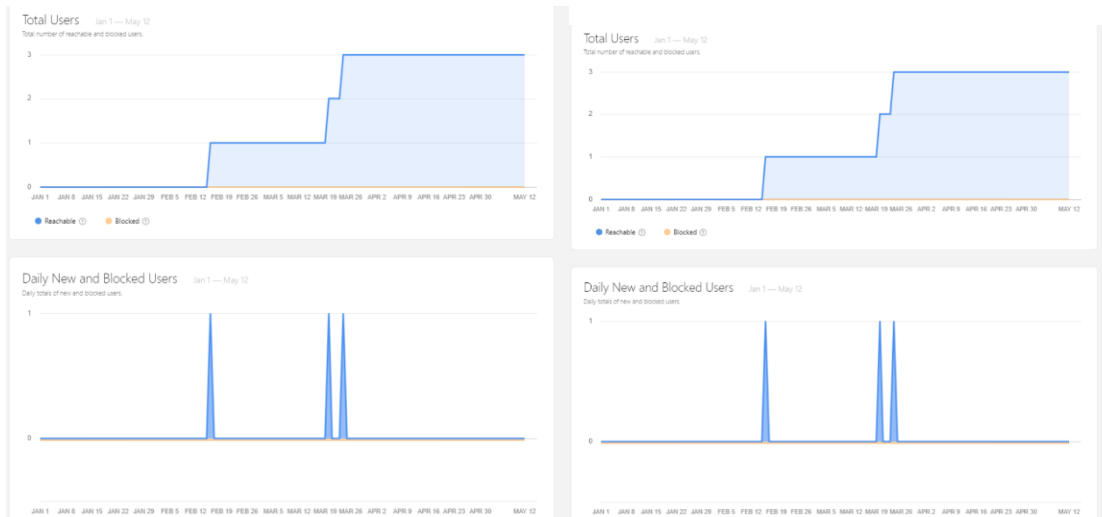 Total Users Jan 1 — May 12
Total number of reachable and blocked users.
3
2
1
0
JAN 1 JAN 8 JAN 15 JAN 22 JAN 29 FEB 5 FEB 12 FEB 19 FEB 26 MAR 5 MAR 12 MAR 19 MAR 26 APR 2 APR 9 APR 16 APR 23 APR 30 MAY 12
Reachable ? Blocked ?
Daily New and Blocked Users Jan 1 — May 12
Daily totals of new and blocked users.
1
0
JAN 1 JAN 8 JAN 15 JAN 22 JAN 29 FEB 5 FEB 12 FEB 19 FEB 26 MAR 5 MAR 12 MAR 19 MAR 26 APR 2 APR 9 APR 16 APR 23 APR 30 MAY 12
Total Users Jan 1 — May 12
Total number of reachable and blocked users.
3
2
1
0
JAN 1 JAN 8 JAN 15 JAN 22 JAN 29 FEB 5 FEB 12 FEB 19 FEB 26 MAR 5 MAR 12 MAR 19 MAR 26 APR 2 APR 9 APR 16 APR 23 APR 30 MAY 12
Reachable ? Blocked ?
Daily New and Blocked Users Jan 1 — May 12
Daily totals of new and blocked users.
1
0
JAN 1 JAN 8 JAN 15 JAN 22 JAN 29 FEB 5 FEB 12 FEB 19 FEB 26 MAR 5 MAR 12 MAR 19 MAR 26 APR 2 APR 9 APR 16 APR 23 APR 30 MAY 12